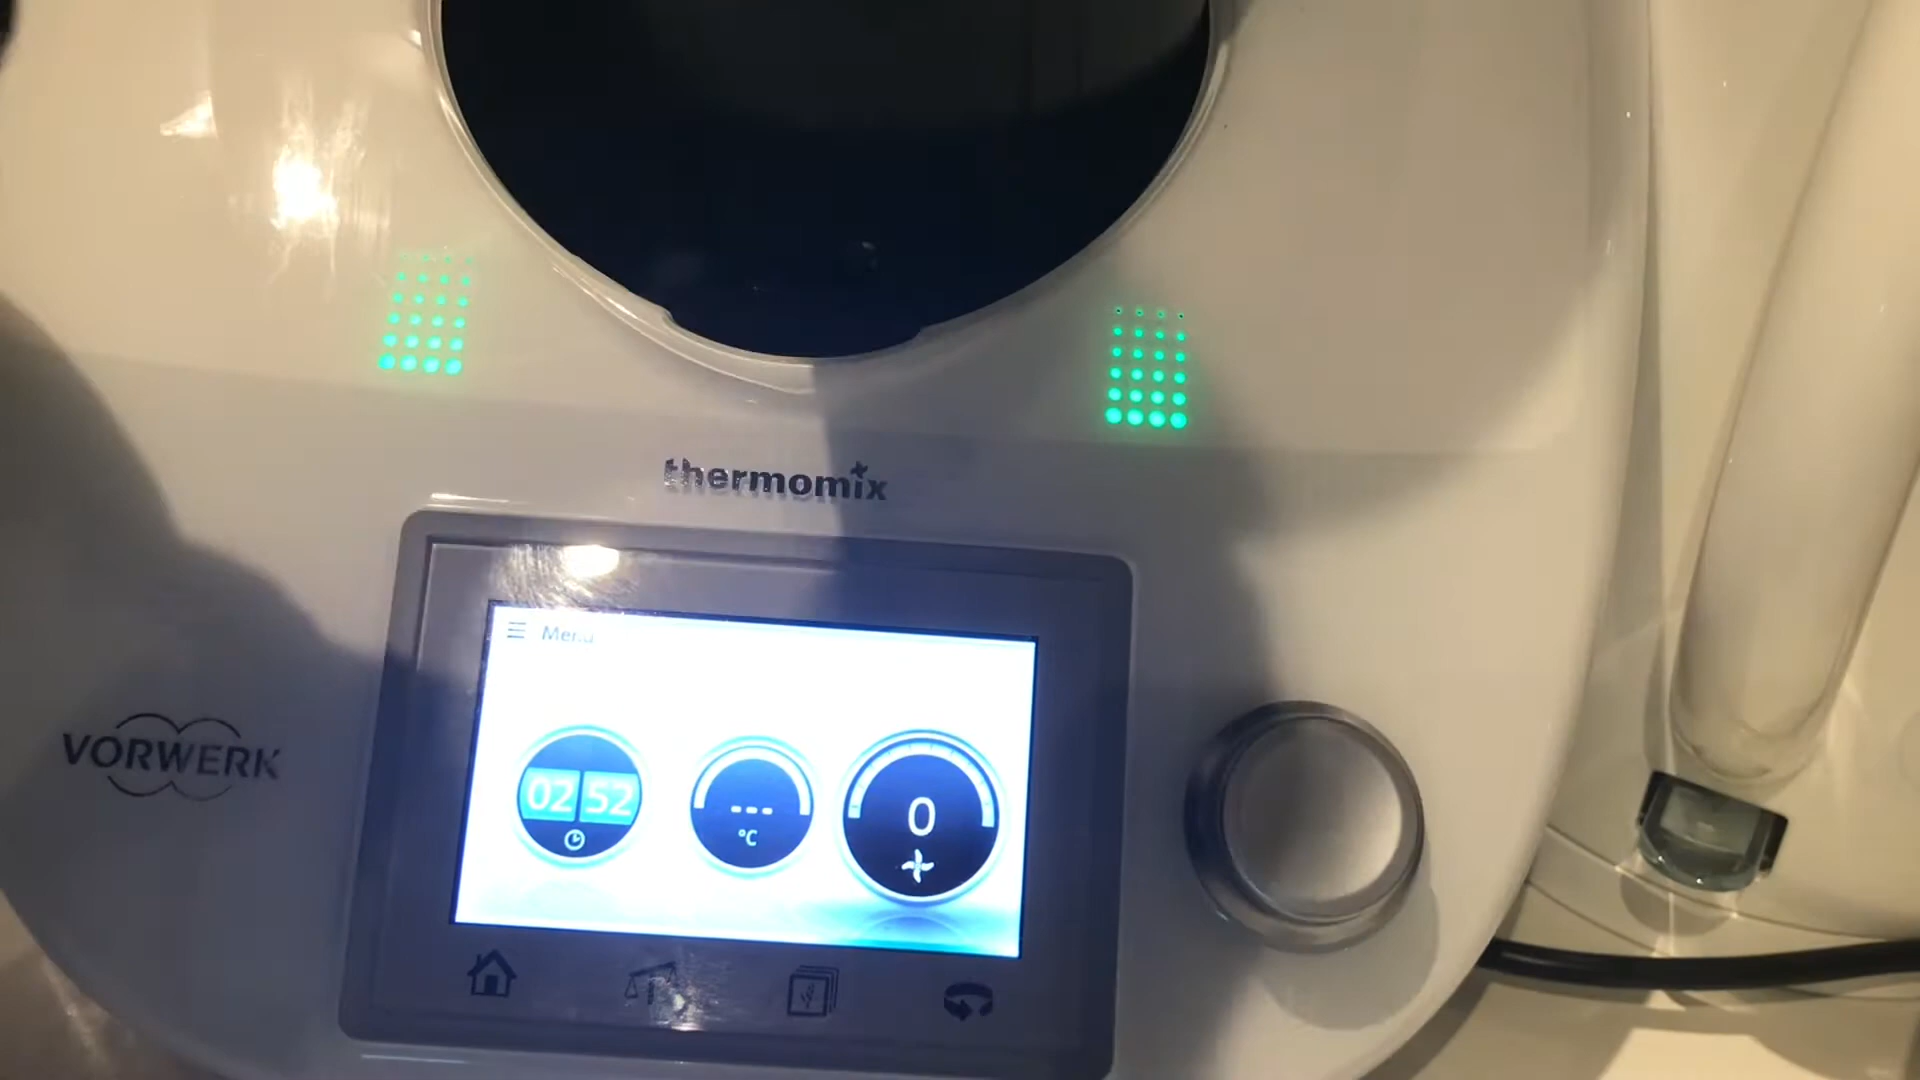 thermomix
Menu
VORWERK
02 52
---
°C
0